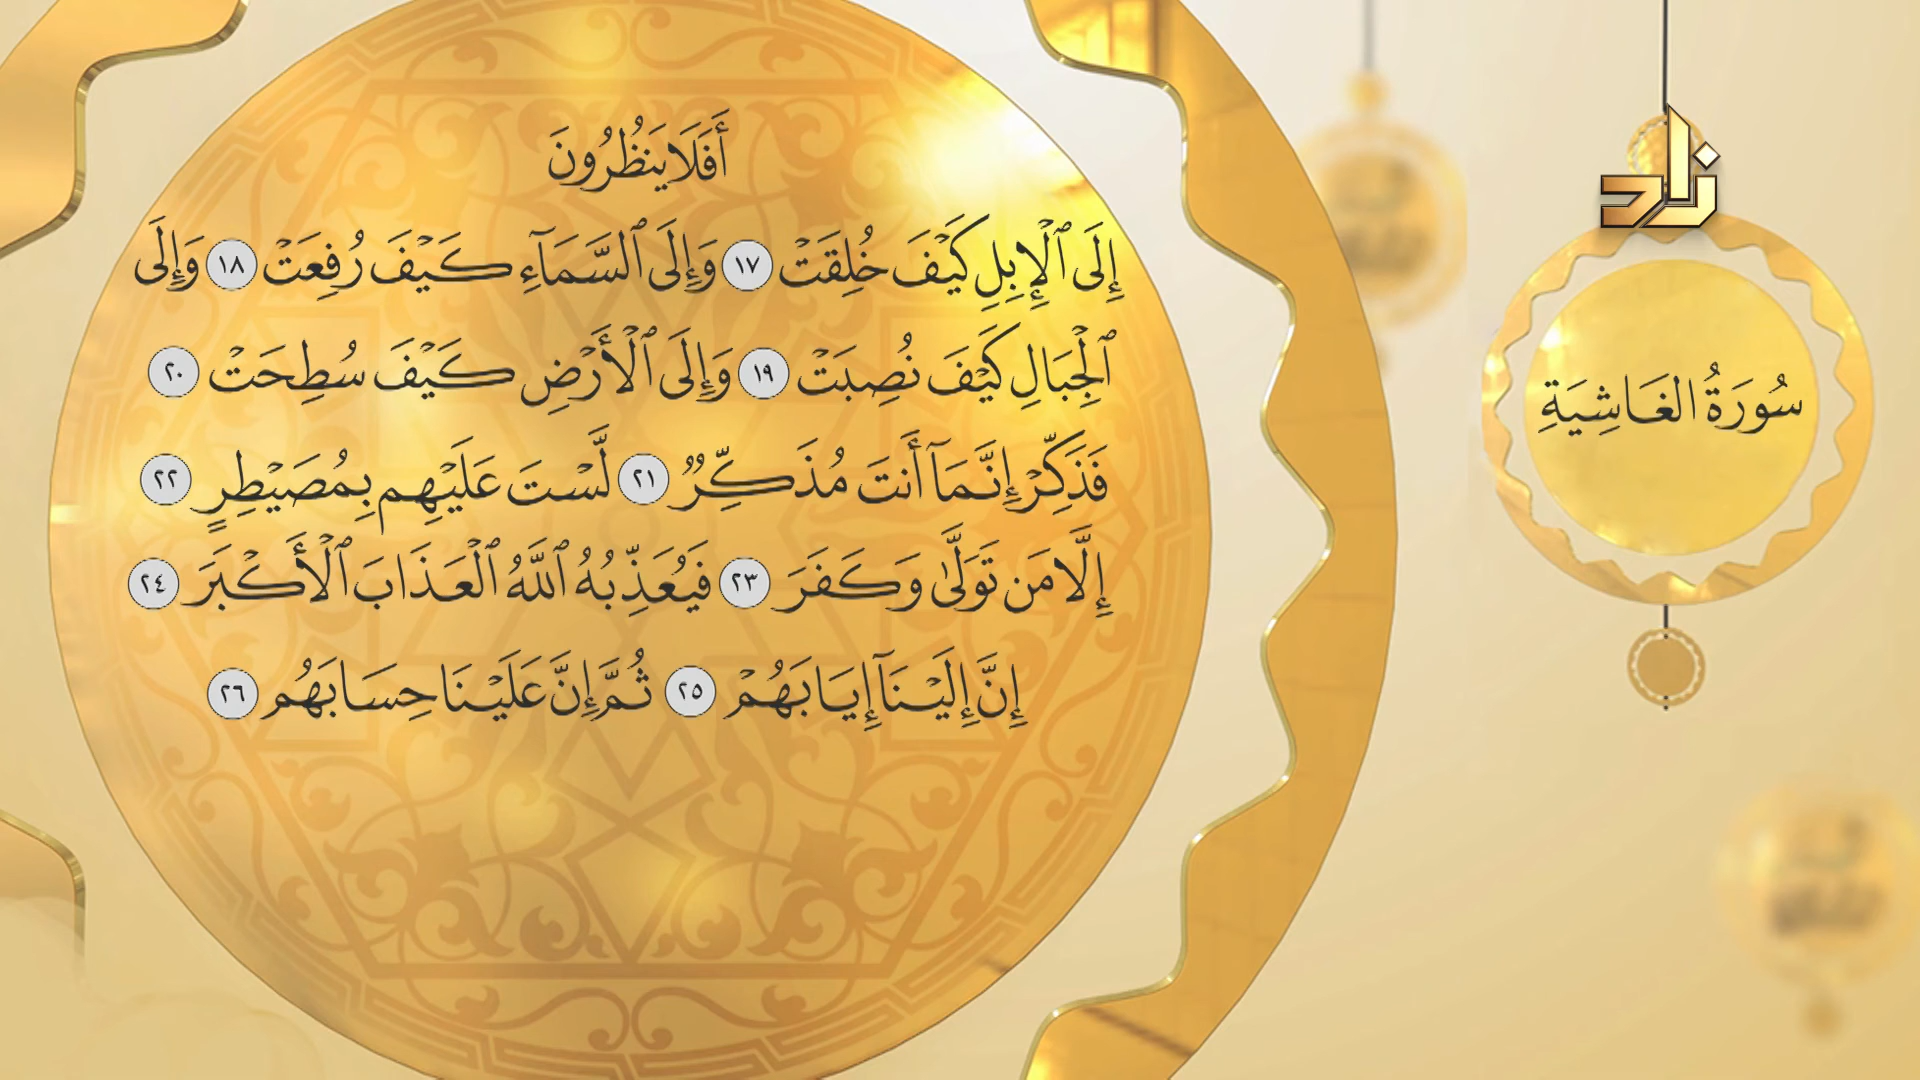 أَفَلَا يَنظُرُونَ
إِلَى ٱلْإِبِلِ كَيْفَ خُلِقَتْ ١٧ وَإِلَى ٱلسَّمَآءِ كَيْفَ رُفِعَتْ ١٨ وَإِلَى
ٱلْجِبَالِ كَيْفَ نُصِبَتْ ١٩ وَإِلَى ٱلْأَرْضِ كَيْفَ سُطِحَتْ ٢٠
فَذَكِّرْ إِنَّمَآ أَنتَ مُذَكِّرٌ ٢١ لَّسْتَ عَلَيْهِم بِمُصَيْطِرٍ ٢٢
إِلَّا مَن تَوَلَّىٰ وَكَفَرَ ٢٣ فَيُعَذِّبُهُ ٱللَّهُ ٱلْعَذَابَ ٱلْأَكْبَرَ ٢٤
إِنَّ إِلَيْنَآ إِيَابَهُمْ ٢٥ ثُمَّ إِنَّ عَلَيْنَا حِسَابَهُم ٢٦
زاد
سُورَةُ الغَاشِيَةِ